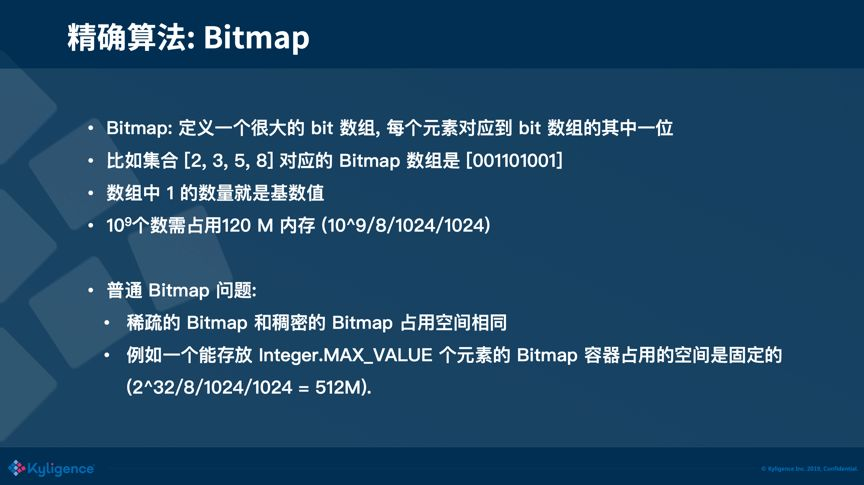 精确算法: Bitmap
• Bitmap: 定义一个很大的 bit 数组, 每个元素对应到 bit 数组的其中一位
• 比如集合 [2, 3, 5, 8] 对应的 Bitmap 数组是 [001101001]
• 数组中 1 的数量就是基数值
• 10⁹个数需占用120 M 内存 (10^9/8/1024/1024)
• 普通 Bitmap 问题:
• 稀疏的 Bitmap 和稠密的 Bitmap 占用空间相同
• 例如一个能存放 Integer.MAX_VALUE 个元素的 Bitmap 容器占用的空间是固定的
(2^32/8/1024/1024 = 512M).
Kyligence
© Kyligence Inc. 2019, Confidential.